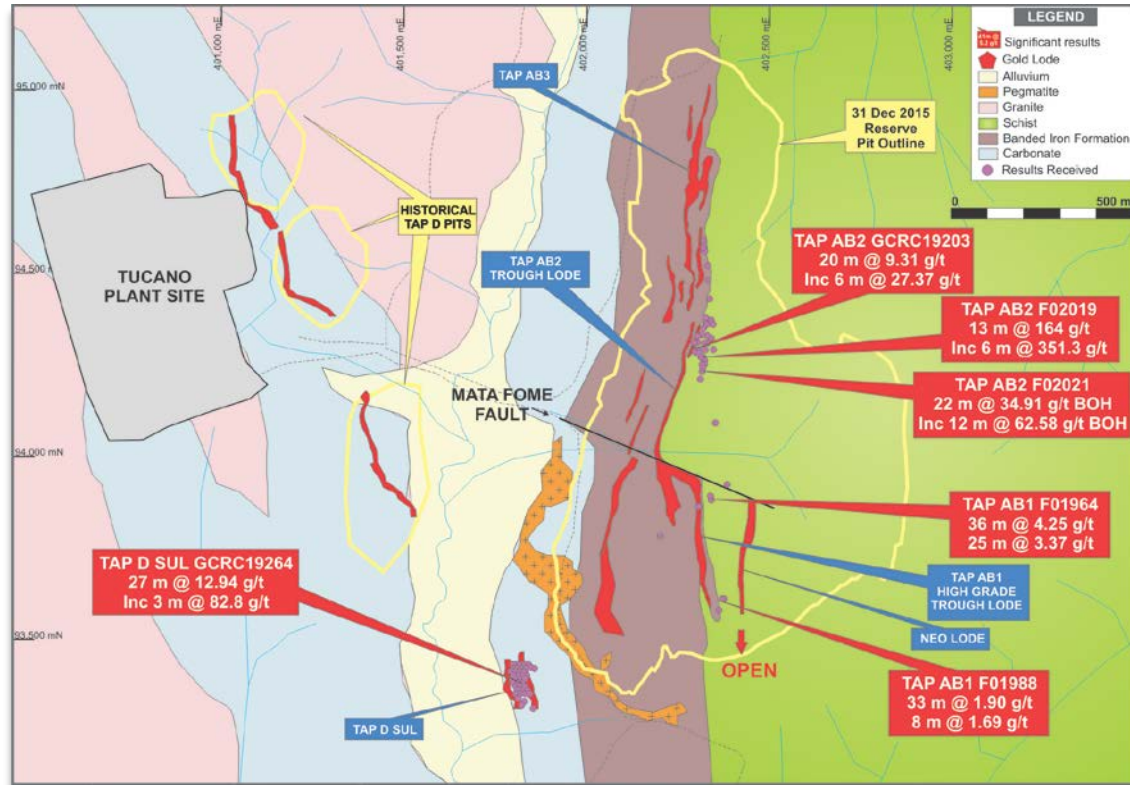 401,000 mE
401,500 mE
402,000 mE
402,500 mE
403,000 mE
95,000 mN
94,500 mN
94,000 mN
93,500 mN
LEGEND
Significant results
Gold Lode
Alluvium
Pegmatite
Granite
Schist
Banded Iron Formation
Carbonate
Results Received
0
500 m
TAP AB3
31 Dec 2015
Reserve
Pit Outline
HISTORICAL
TAP D PITS
TUCANO
PLANT SITE
TAP AB2
TROUGH LODE
TAP AB2 GCRC19203
20 m @ 9.31 g/t
Inc 6 m @ 27.37 g/t
TAP AB2 F02019
13 m @ 164 g/t
Inc 6 m @ 351.3 g/t
TAP AB2 F02021
22 m @ 34.91 g/t BOH
Inc 12 m @ 62.58 g/t BOH
MATA FOME
FAULT
TAP AB1 F01964
36 m @ 4.25 g/t
25 m @ 3.37 g/t
TAP D SUL GCRC19264
27 m @ 12.94 g/t
Inc 3 m @ 82.8 g/t
TAP AB1
HIGH GRADE
TROUGH LODE
NEO LODE
OPEN
TAP AB1 F01988
33 m @ 1.90 g/t
8 m @ 1.69 g/t
TAP D SUL